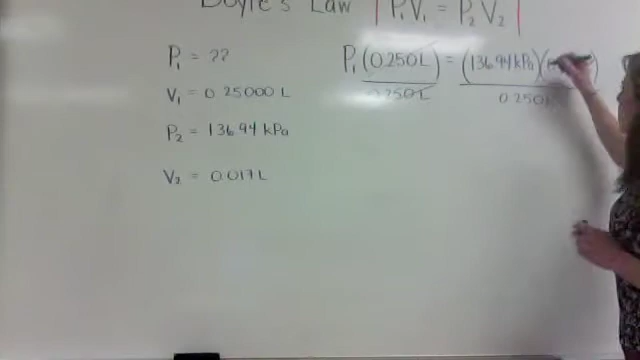 Boyle's Law | P₁V₁ = P₂V₂ |
P₁ = ??
V₁ = 0.25000 L
P₂ = 136.94 kPa
V₂ = 0.017 L
P₁(0.250L) = (136.94 kPa)(
0.250L 0.250L